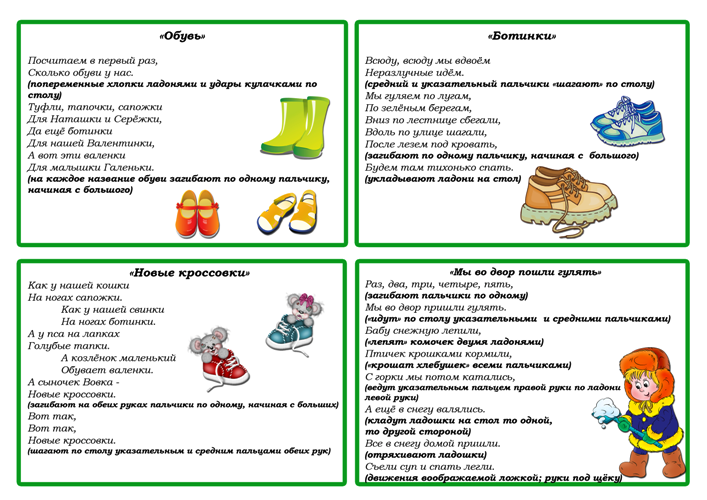 «Обувь»
Посчитаем в первый раз,
Сколько обуви у нас.
(попеременные хлопки ладонями и удары кулачками по
столу)
Туфли, тапочки, сапожки
Для Наташки и Серёжки,
Да ещё ботинки
Для нашей Валентинки,
А вот эти валенки
Для малышки Галеньки.
(на каждое название обуви загибают по одному пальчику,
начиная с большого)
«Ботинки»
Всюду, всюду мы вдвоём
Неразлучные идём.
(средний и указательный пальчики «шагают» по столу)
Мы гуляем по лугам,
По зелёным берегам,
Вниз по лестнице сбегали,
Вдоль по улице шагали,
После лезем под кровать,
(загибают по одному пальчику, начиная с большого)
Будем там тихонько спать.
(укладывают ладони на стол)
«Новые кроссовки»
Как у нашей кошки
На ногах сапожки.
Как у нашей свинки
На ногах ботинки.
А у пса на лапках
Голубые тапки.
А козлёнок маленький
Обувает валенки.
А сыночек Вовка -
Новые кроссовки.
(загибают на обеих руках пальчики по одному, начиная с больших)
Вот так,
Вот так,
Новые кроссовки.
(шагают по столу указательным и средним пальцами обеих рук)
«Мы во двор пошли гулять»
Раз, два, три, четыре, пять,
(загибают пальчики по одному)
Мы во двор пришли гулять.
(«идут» по столу указательными и средними пальчиками)
Бабу снежную лепили,
(«лепят» комочек двумя ладонями)
Птичек крошками кормили,
(«крошат хлебушек» всеми пальчиками)
С горки мы потом катались,
(ведут указательным пальцем правой руки по ладони
левой руки)
А ещё в снегу валялись.
(кладут ладошки на стол то одной,
то другой стороной)
Все в снегу домой пришли.
(отряхивают ладошки)
Съели суп и спать легли.
(движения воображаемой ложкой; руки под щёку)